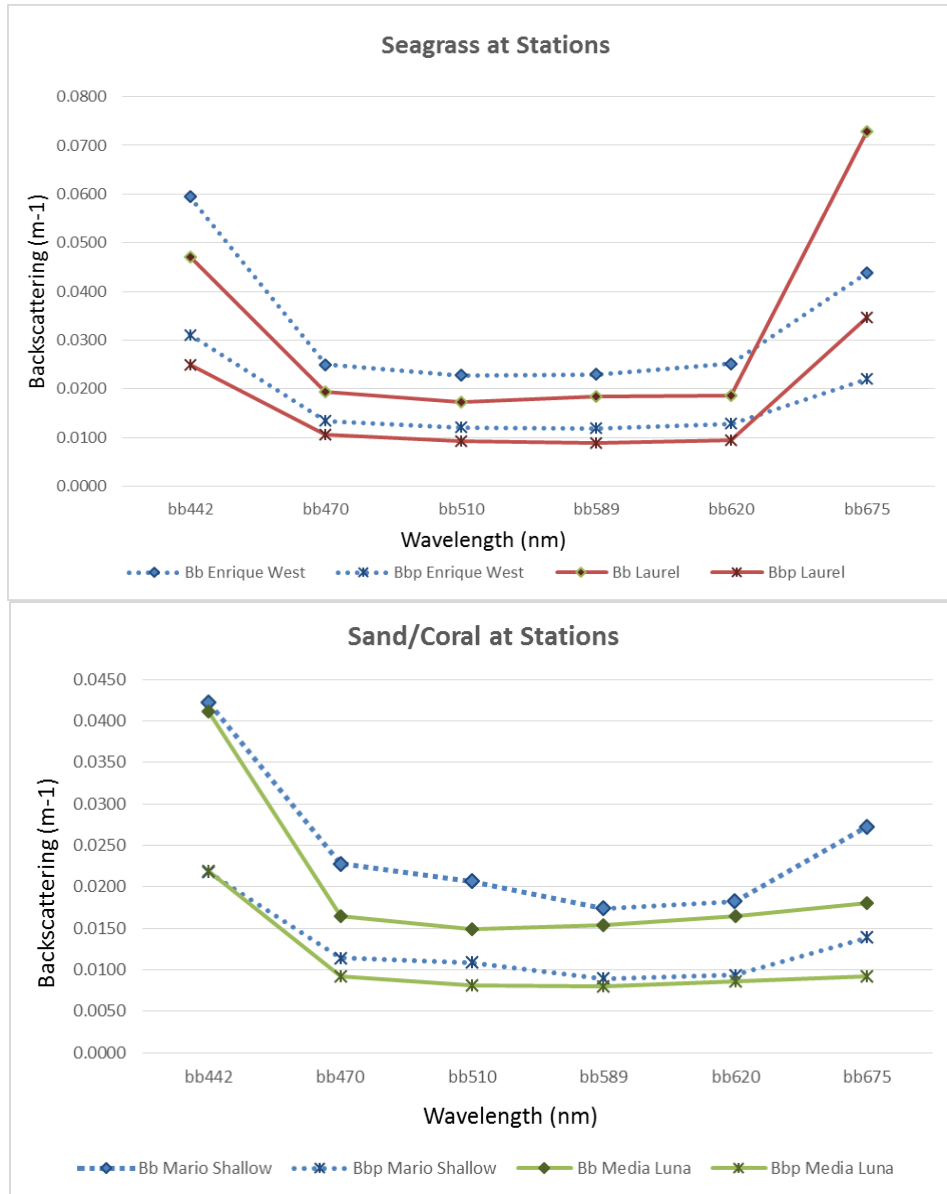 Seagrass at Stations
Backscattering (m-1)
0.0800
0.0700
0.0600
0.0500
0.0400
0.0300
0.0200
0.0100
0.0000
bb442 bb470 bb510 bb589 bb620 bb675
Wavelength (nm)
Bb Enrique West Bbp Enrique West Bb Laurel Bbp Laurel
Sand/Coral at Stations
Backscattering (m-1)
0.0450
0.0400
0.0350
0.0300
0.0250
0.0200
0.0150
0.0100
0.0050
0.0000
bb442 bb470 bb510 bb589 bb620 bb675
Wavelength (nm)
Bb Mario Shallow Bbp Mario Shallow Bb Media Luna Bbp Media Luna